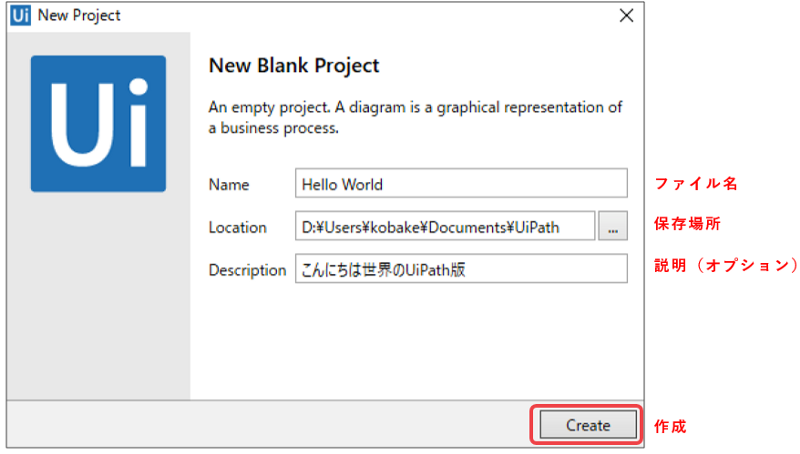 Ui New Project
Ui
New Blank Project
An empty project. A diagram is a graphical representation of
a business process.
Name Hello World ファイル名
Location D:¥Users¥kobake¥Documents¥UiPath ... 保存場所
Description こんにちは世界のUiPath版 説明（オプション）
Create 作成